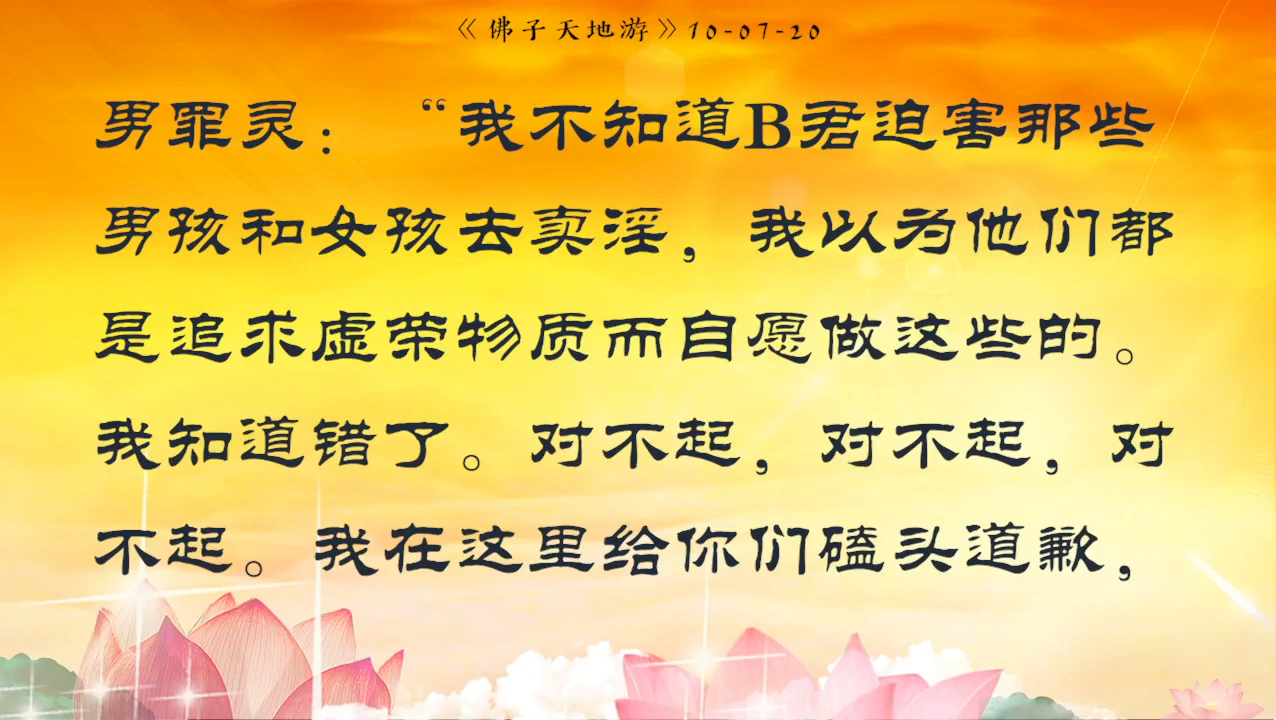 《佛子天地游》10-07-20
男罪灵：“我不知道B君迫害那些
男孩和女孩去卖淫，我以为他们都
是追求虚荣物质而自愿做这些的。
我知道错了。对不起，对不起，对
不起。我在这里给你们磕头道歉，